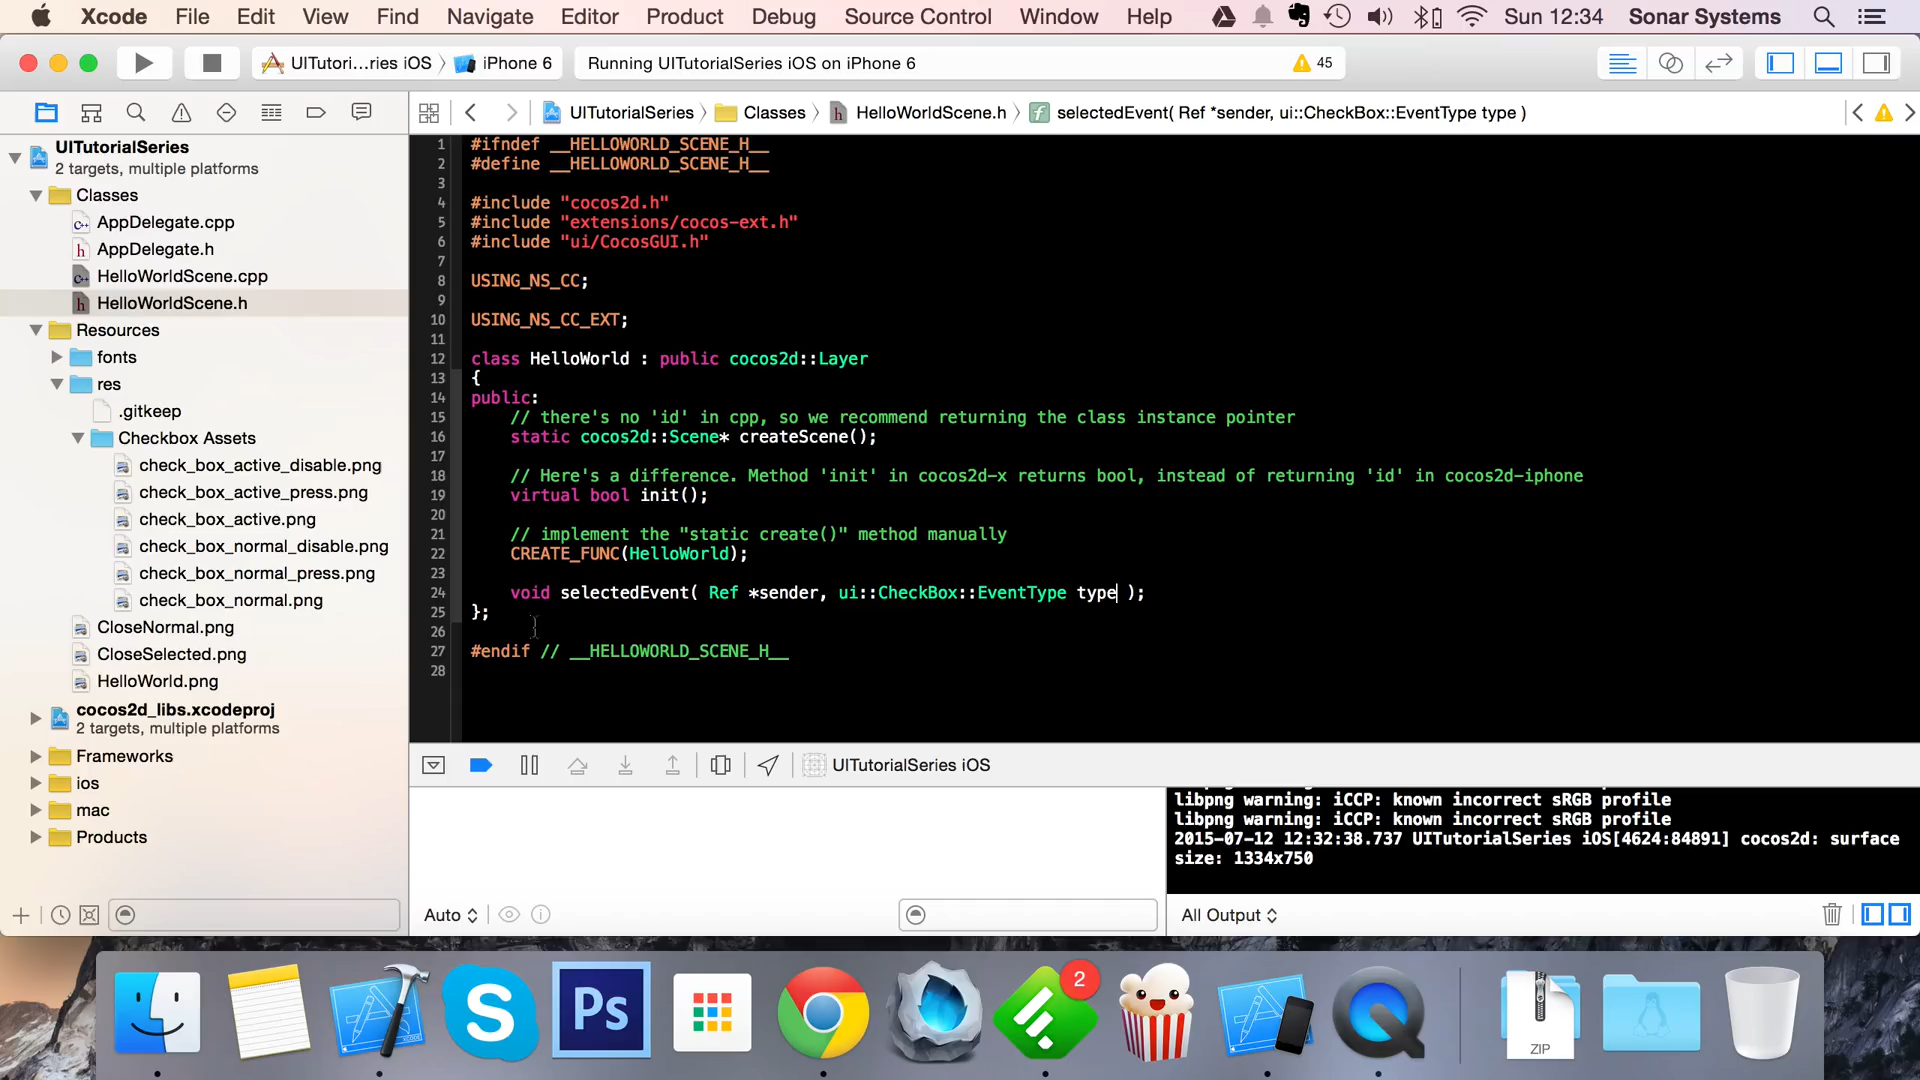 Xcode File Edit View Find Navigate Editor Product Debug Source Control Window Help Sun 12:34 Sonar Systems
UITutori...ries iOS iPhone 6 Running UITutorialSeries iOS on iPhone 6 45
UITutorialSeries Classes HelloWorldScene.h selectedEvent( Ref *sender, ui::CheckBox::EventType type )
UITutorialSeries
2 targets, multiple platforms
Classes
AppDelegate.cpp
AppDelegate.h
HelloWorldScene.cpp
HelloWorldScene.h
Resources
fonts
res
.gitkeep
Checkbox Assets
check_box_active_disable.png
check_box_active_press.png
check_box_active.png
check_box_normal_disable.png
check_box_normal_press.png
check_box_normal.png
CloseNormal.png
CloseSelected.png
HelloWorld.png
cocos2d_libs.xcodeproj
2 targets, multiple platforms
Frameworks
ios
mac
Products
1 #ifndef __HELLOWORLD_SCENE_H__
2 #define __HELLOWORLD_SCENE_H__
3
4 #include "cocos2d.h"
5 #include "extensions/cocos-ext.h"
6 #include "ui/CocosGUI.h"
7
8 USING_NS_CC;
9
10 USING_NS_CC_EXT;
11
12 class HelloWorld : public cocos2d::Layer
13 {
14 public:
15 // there's no 'id' in cpp, so we recommend returning the class instance pointer
16 static cocos2d::Scene* createScene();
17
18 // Here's a difference. Method 'init' in cocos2d-x returns bool, instead of returning 'id' in cocos2d-iphone
19 virtual bool init();
20
21 // implement the "static create()" method manually
22 CREATE_FUNC(HelloWorld);
23
24 void selectedEvent( Ref *sender, ui::CheckBox::EventType type );
25 };
26
27 #endif // __HELLOWORLD_SCENE_H__
28
UITutorialSeries iOS
libpng warning: iCCP: known incorrect sRGB profile
libpng warning: iCCP: known incorrect sRGB profile
2015-07-12 12:32:38.737 UITutorialSeries iOS[4624:84891] cocos2d: surface
size: 1334x750
Auto All Output
Ps 2
ZIP